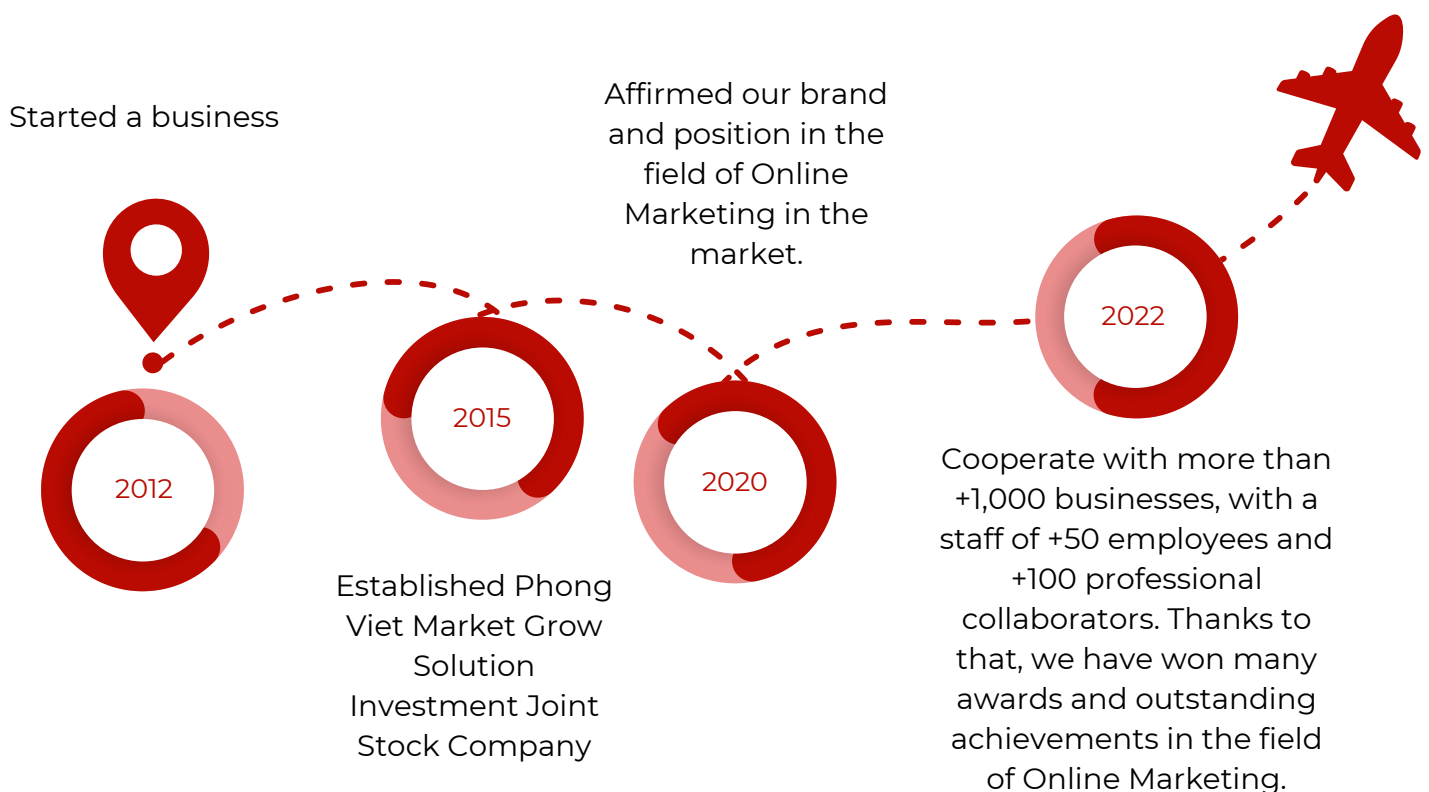 Started a business
2012
2015
Established Phong
Viet Market Grow
Solution
Investment Joint
Stock Company
Affirmed our brand
and position in the
field of Online
Marketing in the
market.
2020
2022
Cooperate with more than
+1,000 businesses, with a
staff of +50 employees and
+100 professional
collaborators. Thanks to
that, we have won many
awards and outstanding
achievements in the field
of Online Marketing.